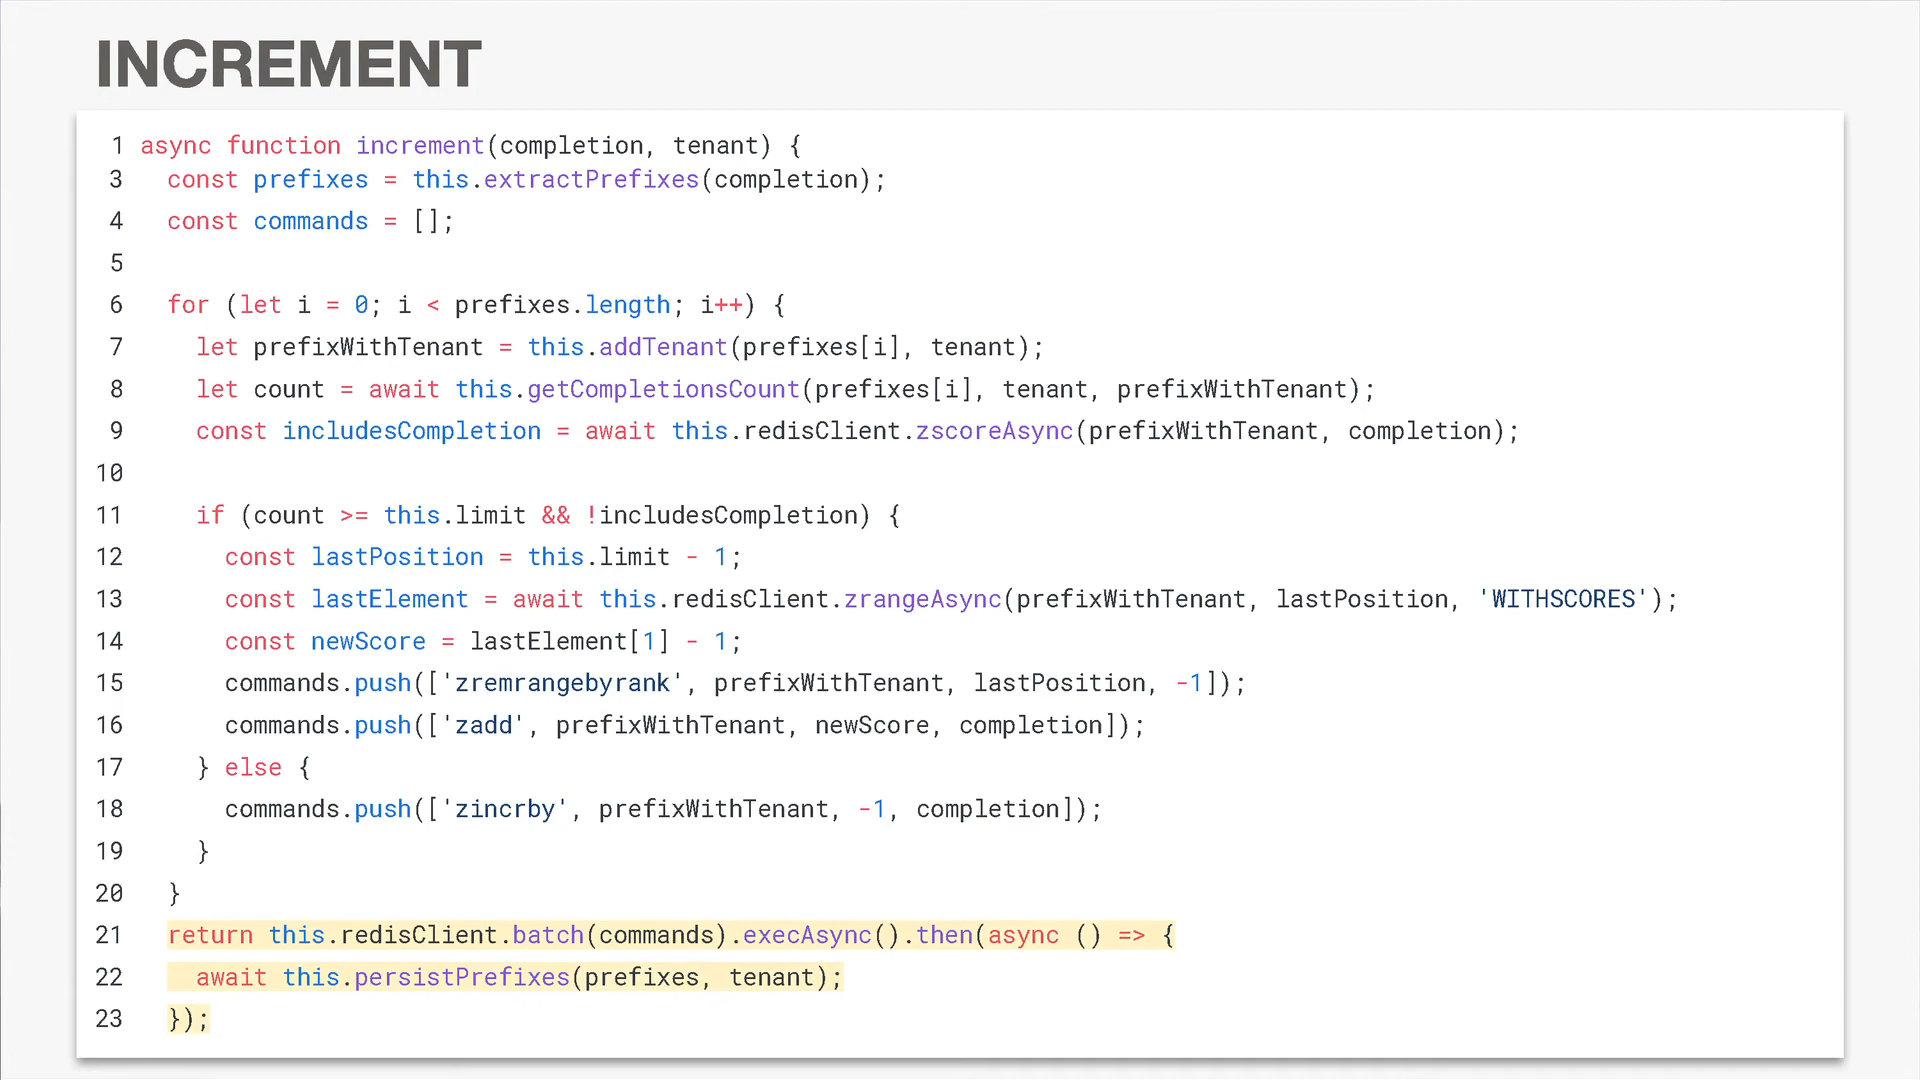 INCREMENT
1 async function increment(completion, tenant) {
3 const prefixes = this.extractPrefixes(completion);
4 const commands = [];
5
6 for (let i = 0; i < prefixes.length; i++) {
7 let prefixWithTenant = this.addTenant(prefixes[i], tenant);
8 let count = await this.getCompletionsCount(prefixes[i], tenant, prefixWithTenant);
9 const includesCompletion = await this.redisClient.zscoreAsync(prefixWithTenant, completion);
10
11 if (count >= this.limit && !includesCompletion) {
12 const lastPosition = this.limit - 1;
13 const lastElement = await this.redisClient.zrangeAsync(prefixWithTenant, lastPosition, 'WITHSCORES');
14 const newScore = lastElement[1] - 1;
15 commands.push(['zremrangebyrank', prefixWithTenant, lastPosition, -1]);
16 commands.push(['zadd', prefixWithTenant, newScore, completion]);
17 } else {
18 commands.push(['zincrby', prefixWithTenant, -1, completion]);
19 }
20 }
21 return this.redisClient.batch(commands).execAsync().then(async () => {
22 await this.persistPrefixes(prefixes, tenant);
23 });